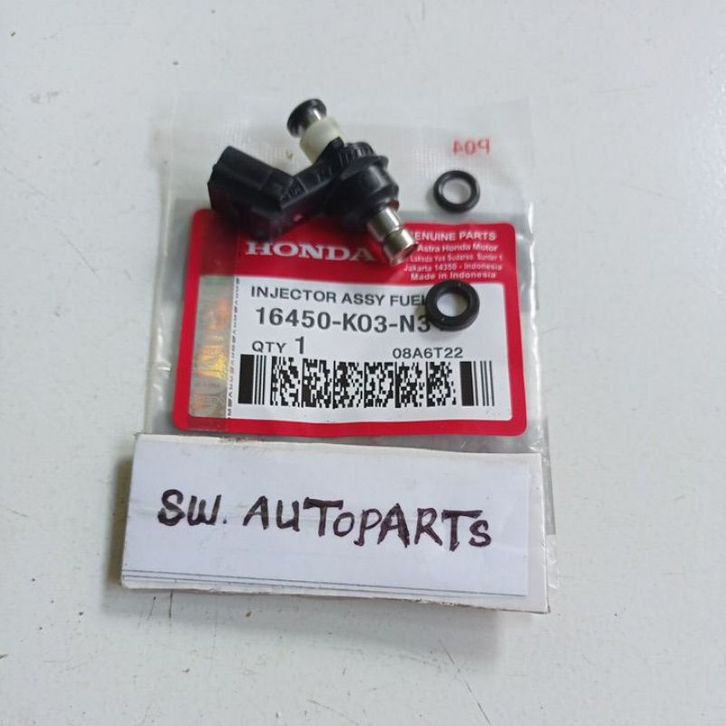 P04
HONDA
GENUINE PARTS
Astra Honda Motor
Jakarta 14350 - Indonesia
Made in Indonesia
INJECTOR ASSY FUEL
16450-K03-N3
QTY 1
08A6T22
SW. AUTOPARTS